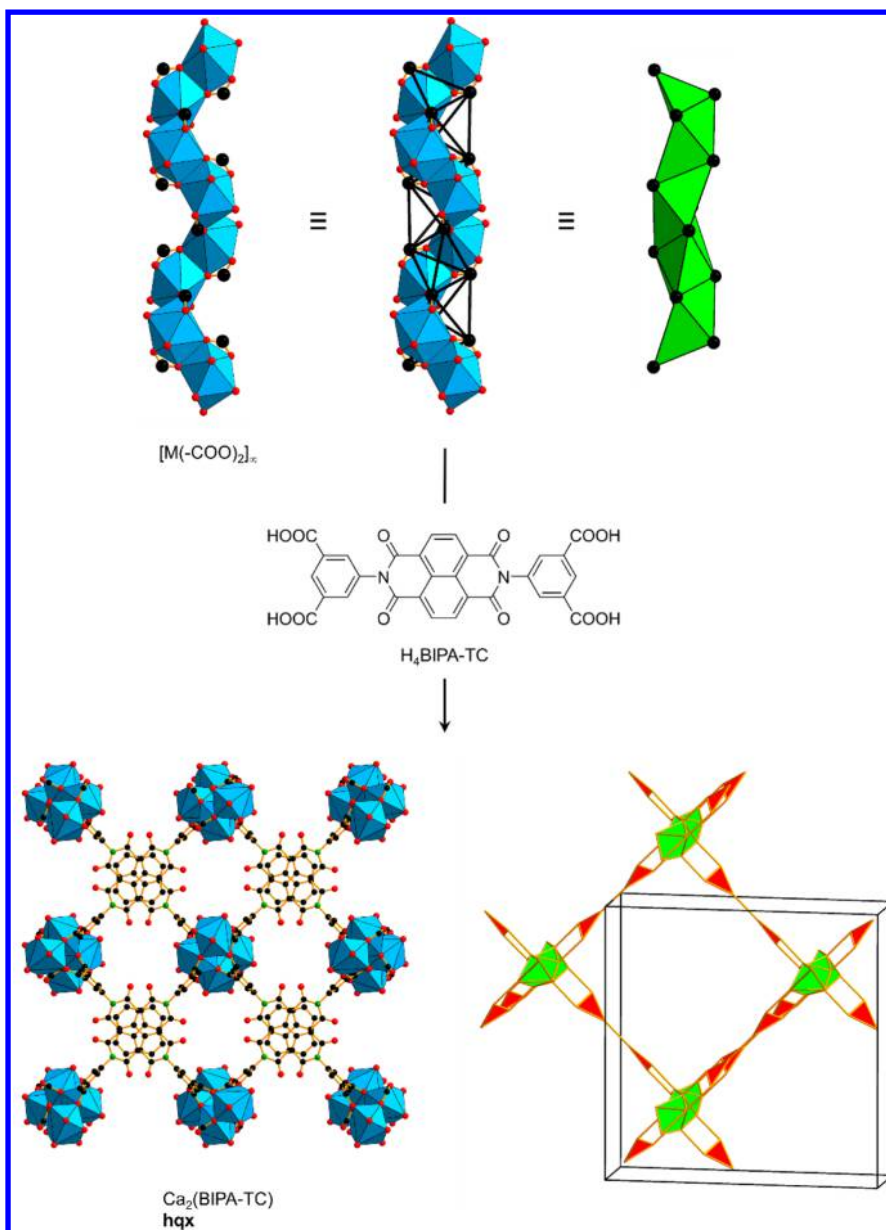 ≡ ≡
[M(-COO)₂]∞
HOOC O O COOH
N N
HOOC O O COOH
H₄BIPA-TC
Ca₂(BIPA-TC)
hqx